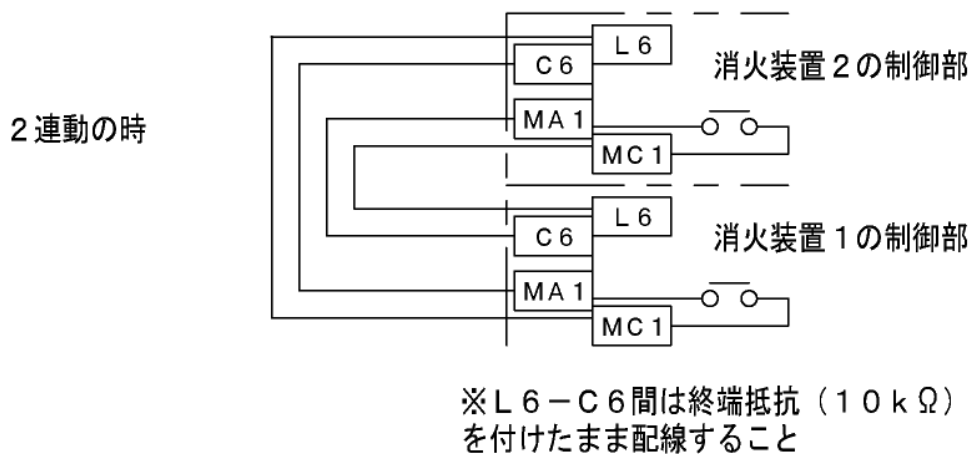 L6
C6
消火装置2の制御部
MA1
2連動の時
MC1
L6
C6
消火装置1の制御部
MA1
MC1
※L6-C6間は終端抵抗(10kΩ)
を付けたまま配線すること